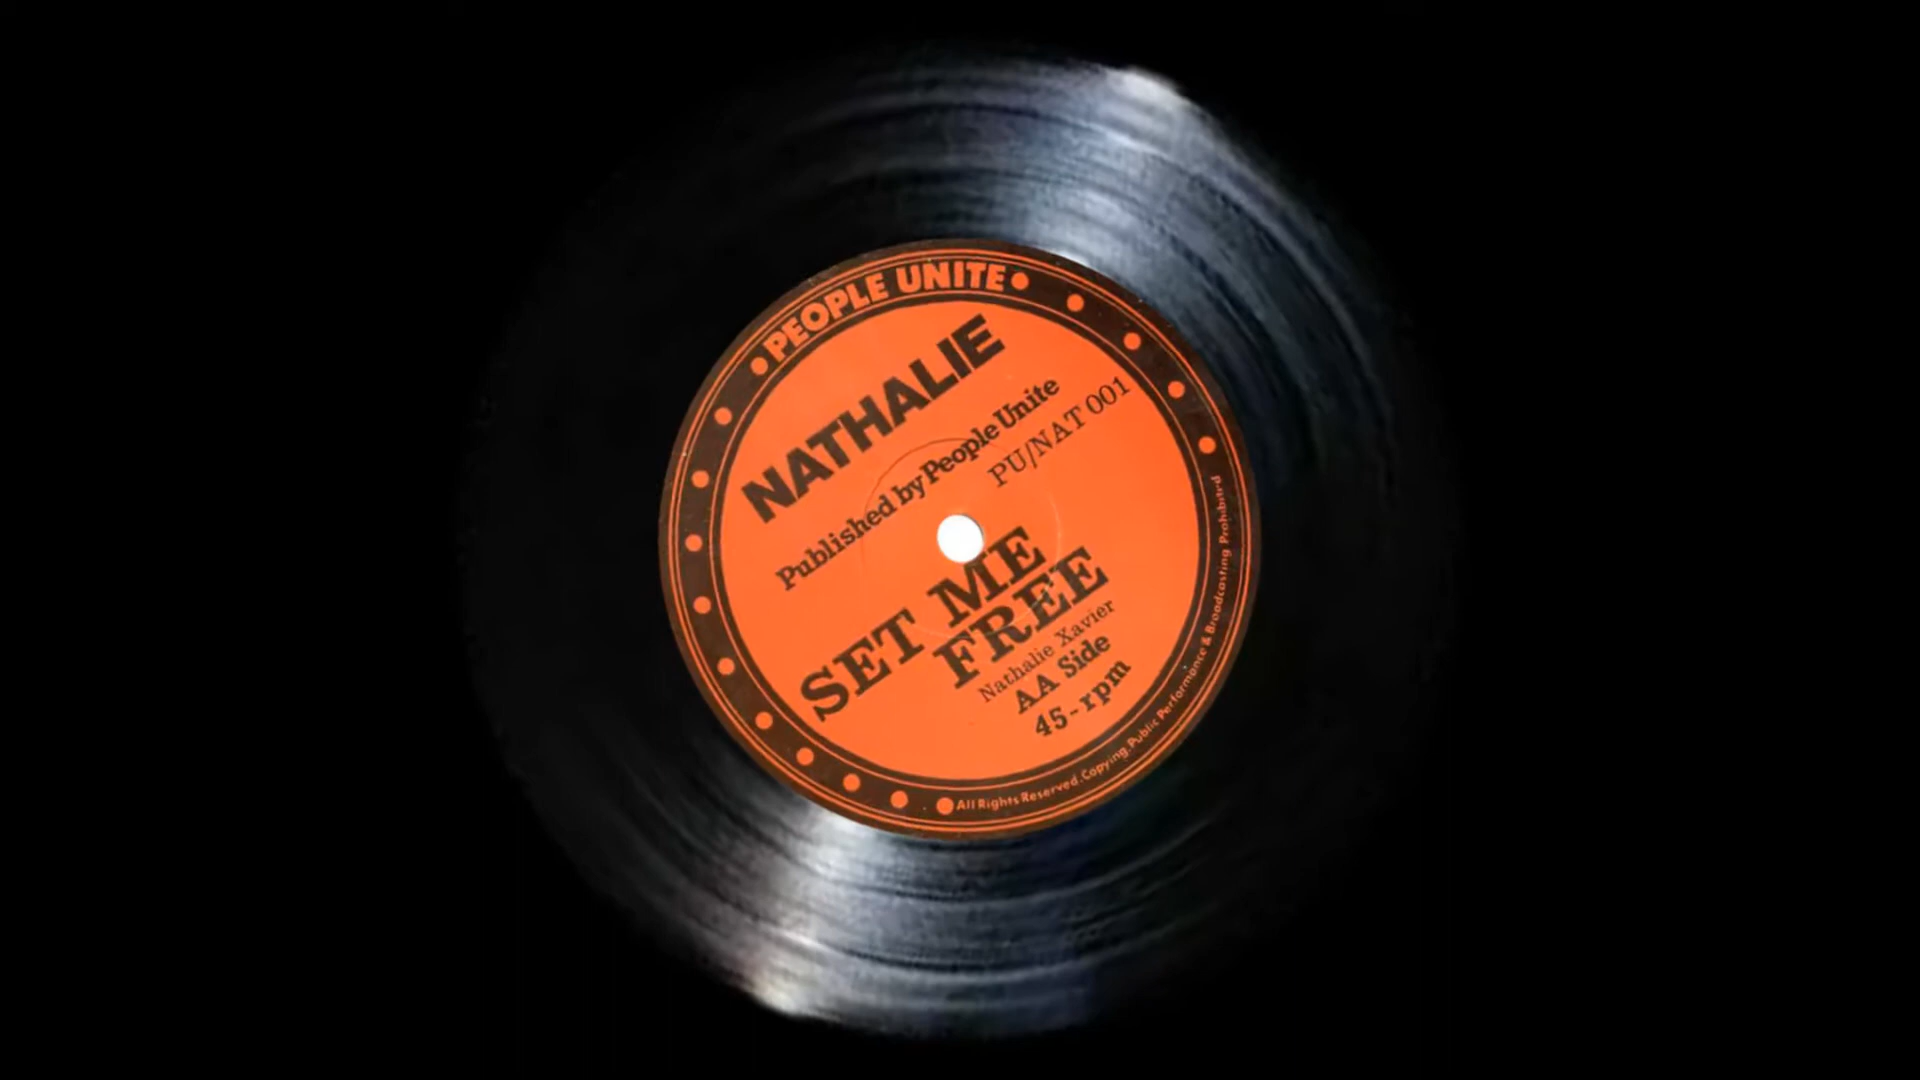 PEOPLE UNITE
NATHALIE
Published by People Unite
PU/NAT 001
SET ME
FREE
Nathalie Xavier
AA Side
45-rpm
All Rights Reserved. Copying, Public Performance & Broadcasting Prohibited